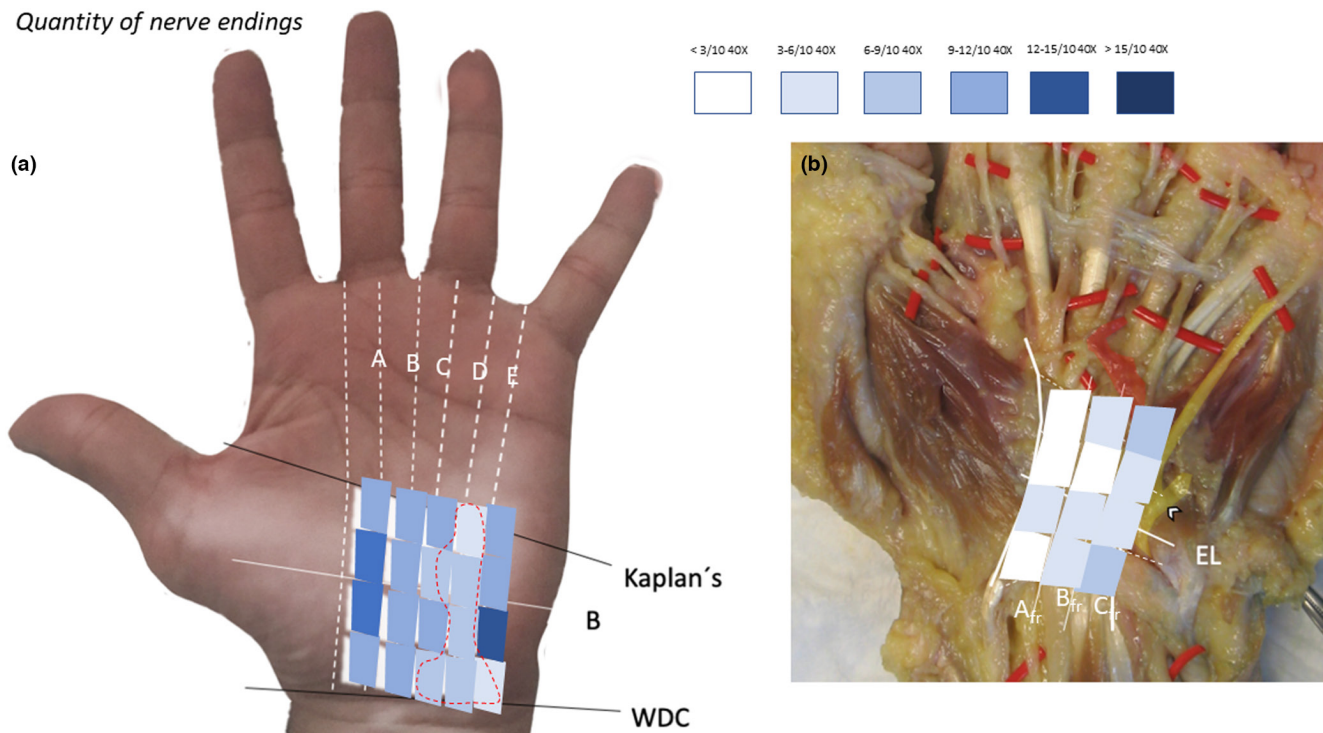 Quantity of nerve endings
< 3/10 40X 3-6/10 40X 6-9/10 40X 9-12/10 40X 12-15/10 40X > 15/10 40X
(a)
(b)
A B C D E
Kaplan´s
B
WDC
EL
Afr Bfr Cfr